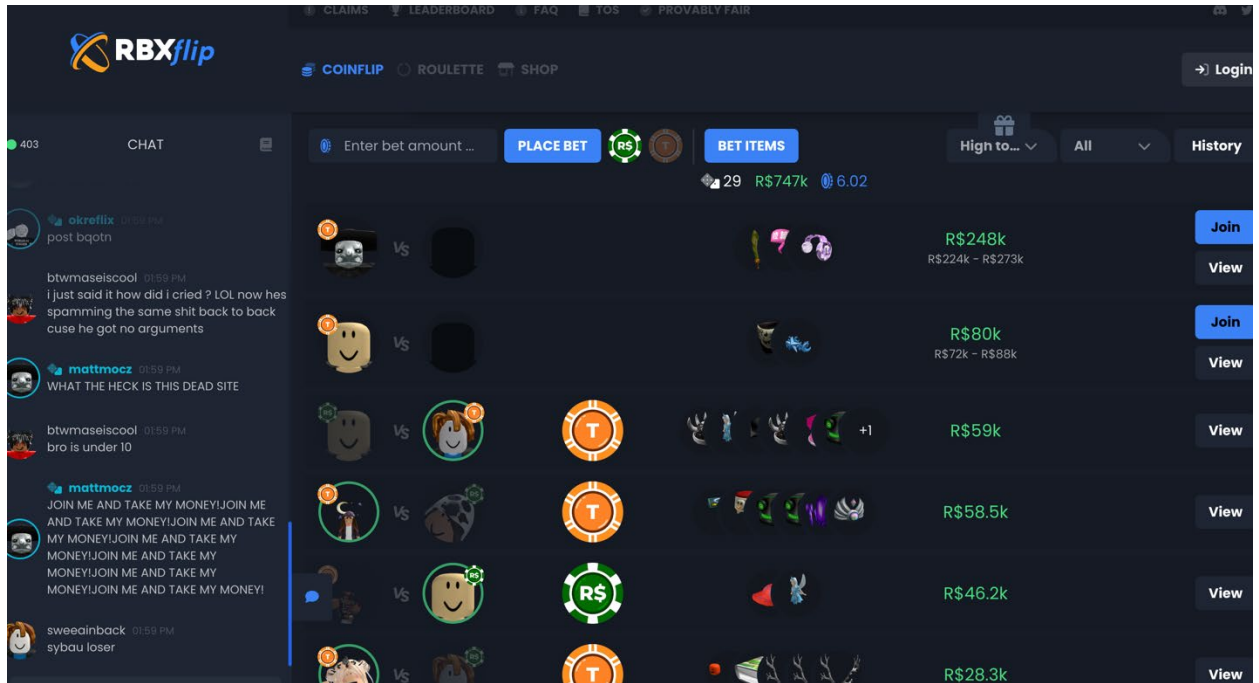 CLAIMS LEADERBOARD FAQ TOS PROVABLY FAIR
RBXflip
COINFLIP ROULETTE SHOP
Login
403 CHAT
Enter bet amount ... PLACE BET R$ T BET ITEMS
High to... All History
29 R$747k 6.02
okreflix 01:59 PM
post bqotn
btwmaseiscool 01:59 PM
i just said it how did i cried ? LOL now hes
spamming the same shit back to back
cuse he got no arguments
mattmocz 01:59 PM
WHAT THE HECK IS THIS DEAD SITE
btwmaseiscool 01:59 PM
bro is under 10
mattmocz 01:59 PM
JOIN ME AND TAKE MY MONEY!JOIN ME
AND TAKE MY MONEY!JOIN ME AND TAKE
MY MONEY!JOIN ME AND TAKE MY
MONEY!JOIN ME AND TAKE MY
MONEY!JOIN ME AND TAKE MY
MONEY!JOIN ME AND TAKE MY MONEY!
sweeainback 01:59 PM
sybau loser
T
Vs
R$248k
R$224k - R$273k
Join
View
T
Vs
R$80k
R$72k - R$88k
Join
View
R$ Vs T
T
+1
R$59k
View
T Vs R$
T
R$58.5k
View
Vs R$
R$
R$46.2k
View
T Vs R$
T
R$28.3k
View